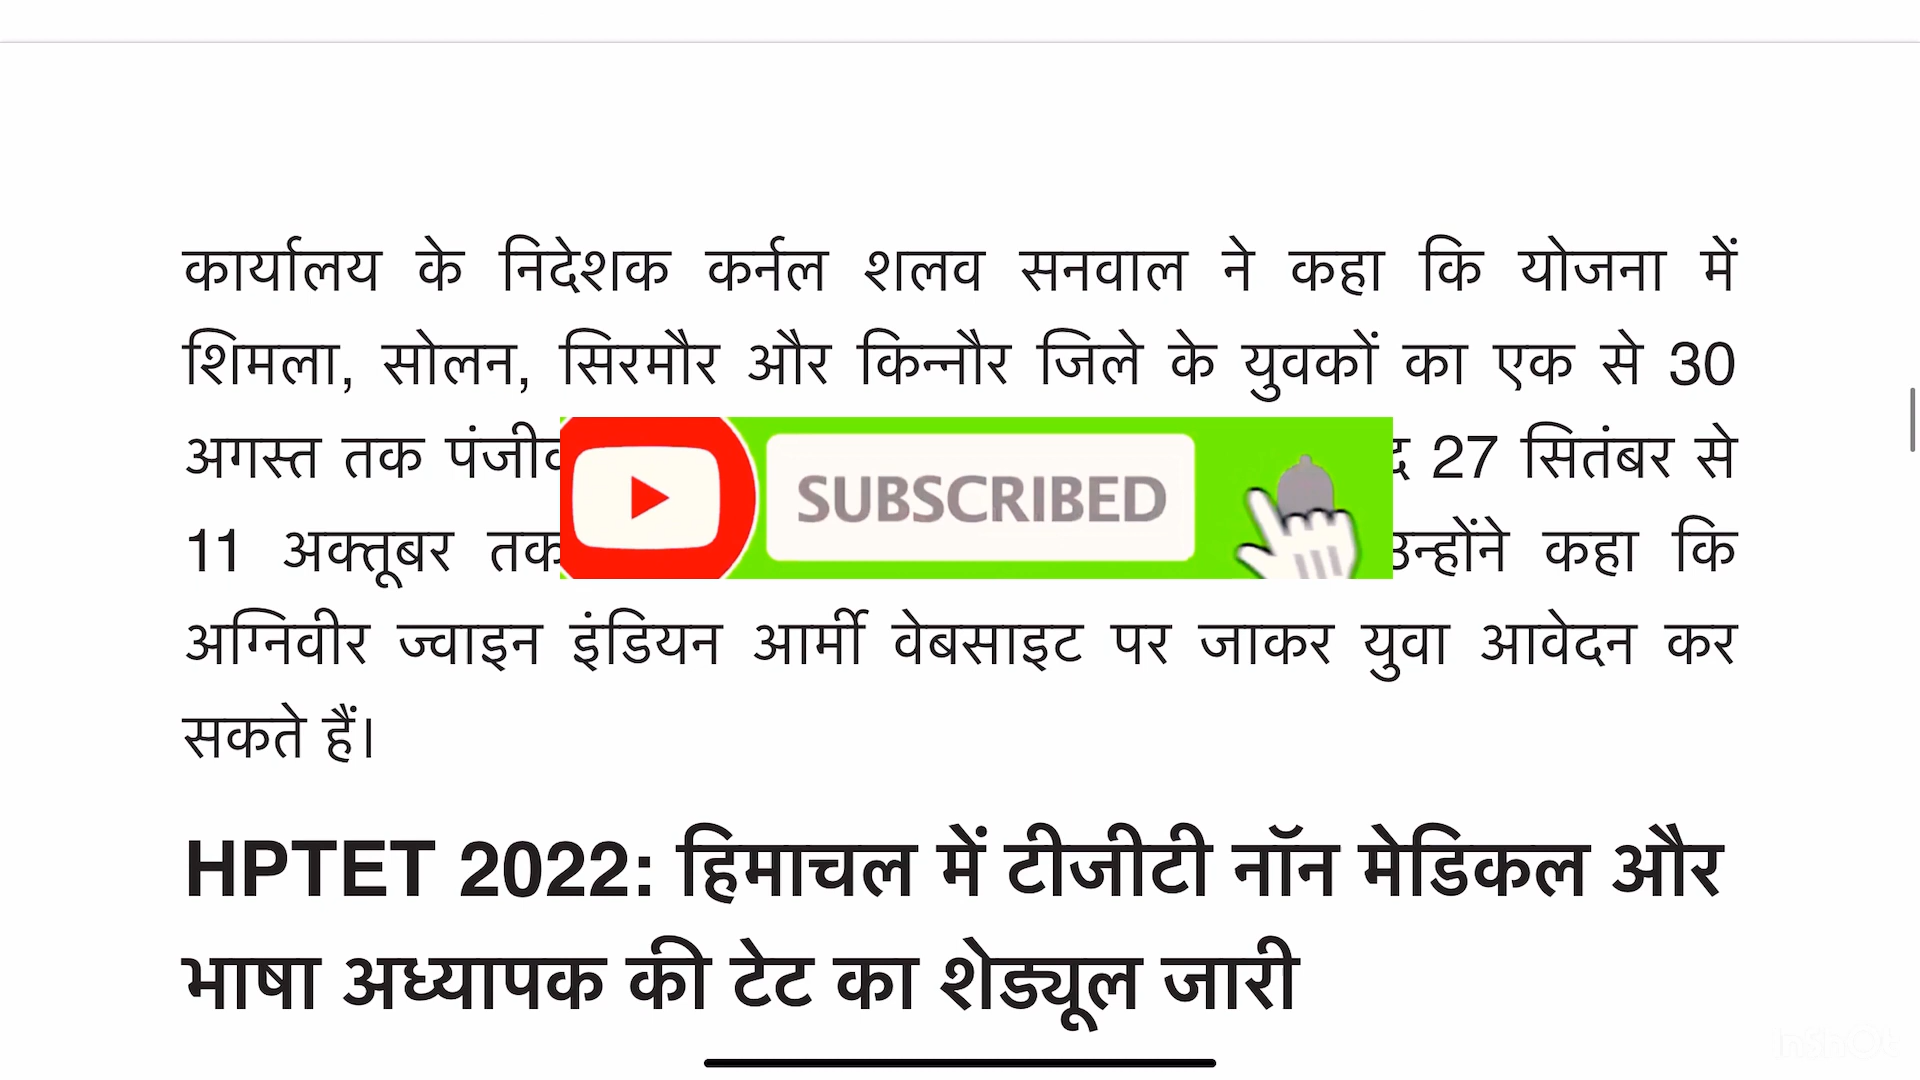 कार्यालय के निदेशक कर्नल शलव सनवाल ने कहा कि योजना में
शिमला, सोलन, सिरमौर और किन्नौर जिले के युवकों का एक से 30
अगस्त तक 27 सितंबर से
SUBSCRIBED
11 अक्तूबर तक उन्होंने कहा कि
अग्निवीर ज्वाइन इंडियन आर्मी वेबसाइट पर जाकर युवा आवेदन कर
सकते हैं।
HPTET 2022: हिमाचल में टीजीटी नॉन मेडिकल और
भाषा अध्यापक की टेट का शेड्यूल जारी